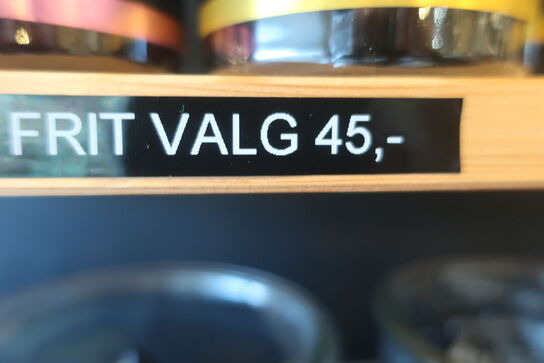 FRIT VALG 45,-